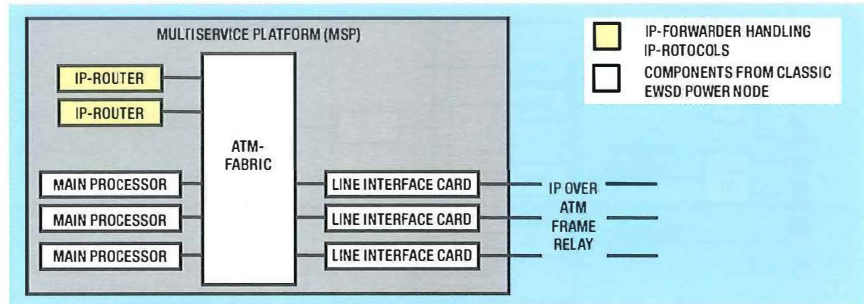 MULTISERVICE PLATFORM (MSP)
IP-ROUTER
IP-ROUTER
ATM-
FABRIC
MAIN PROCESSOR
MAIN PROCESSOR
MAIN PROCESSOR
LINE INTERFACE CARD
LINE INTERFACE CARD
LINE INTERFACE CARD
IP OVER
ATM
FRAME
RELAY
IP-FORWARDER HANDLING
IP-ROTOCOLS
COMPONENTS FROM CLASSIC
EWSD POWER NODE